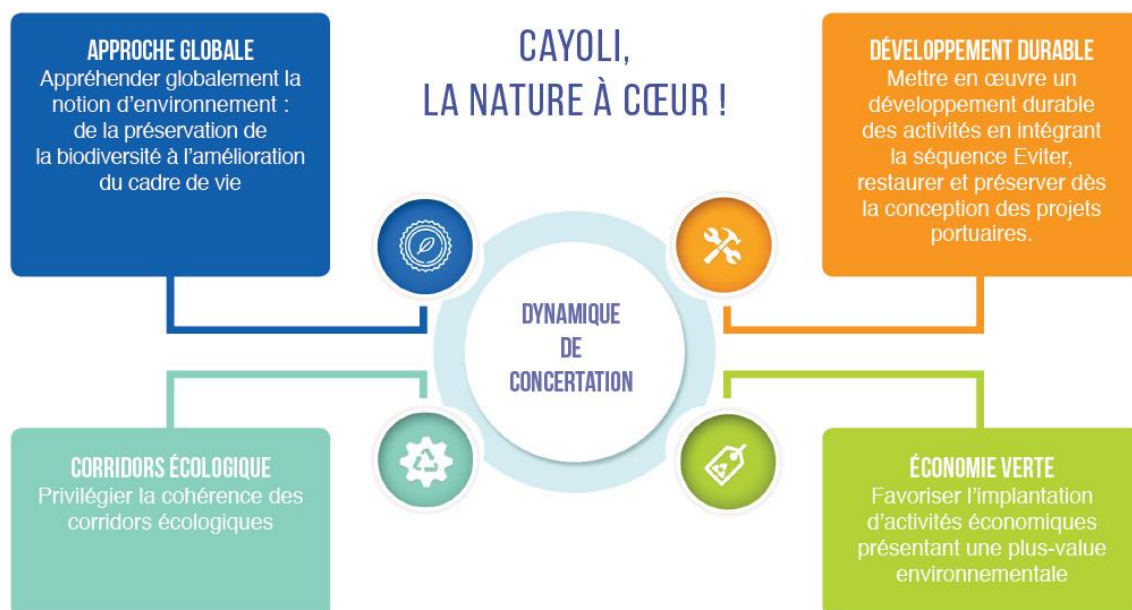 CAYOLI,
LA NATURE À CŒUR !
APPROCHE GLOBALE
Appréhender globalement la
notion d'environnement :
de la préservation de
la biodiversité à l'amélioration
du cadre de vie
DÉVELOPPEMENT DURABLE
Mettre en œuvre un
développement durable
des activités en intégrant
la séquence Eviter,
restaurer et préserver dès
la conception des projets
portuaires.
DYNAMIQUE
DE
CONCERTATION
CORRIDORS ÉCOLOGIQUE
Privilégier la cohérence des
corridors écologiques
ÉCONOMIE VERTE
Favoriser l'implantation
d'activités économiques
présentant une plus-value
environnementale